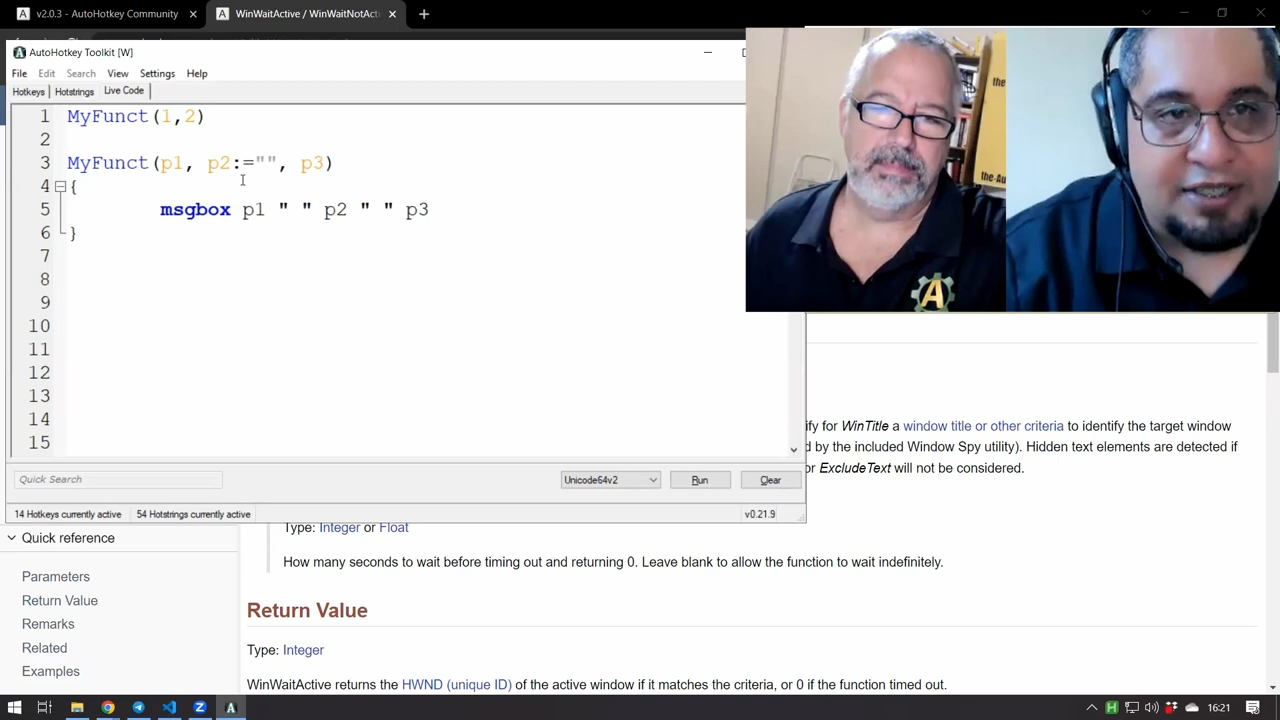 v2.0.3 - AutoHotkey Community
WinWaitActive / WinWaitNotActi
AutoHotkey Toolkit [W]
File Edit Search View Settings Help
Hotkeys Hotstrings Live Code
1 MyFunct(1,2)
2
3 MyFunct(p1, p2:="", p3)
4 {
5 msgbox p1 " " p2 " " p3
6 }
7
8
9
10
11
12
13
14
15
Quick Search
Unicode64v2
Run
Clear
14 Hotkeys currently active 54 Hotstrings currently active v0.21.9
A
the-Au
ify for WinTitle a window title or other criteria to identify the target window
d by the included Window Spy utility). Hidden text elements are detected if
or ExcludeText will not be considered.
Type: Integer or Float
How many seconds to wait before timing out and returning 0. Leave blank to allow the function to wait indefinitely.
Quick reference
Parameters
Return Value
Remarks
Related
Examples
Return Value
Type: Integer
WinWaitActive returns the HWND (unique ID) of the active window if it matches the criteria, or 0 if the function timed out.
16:21